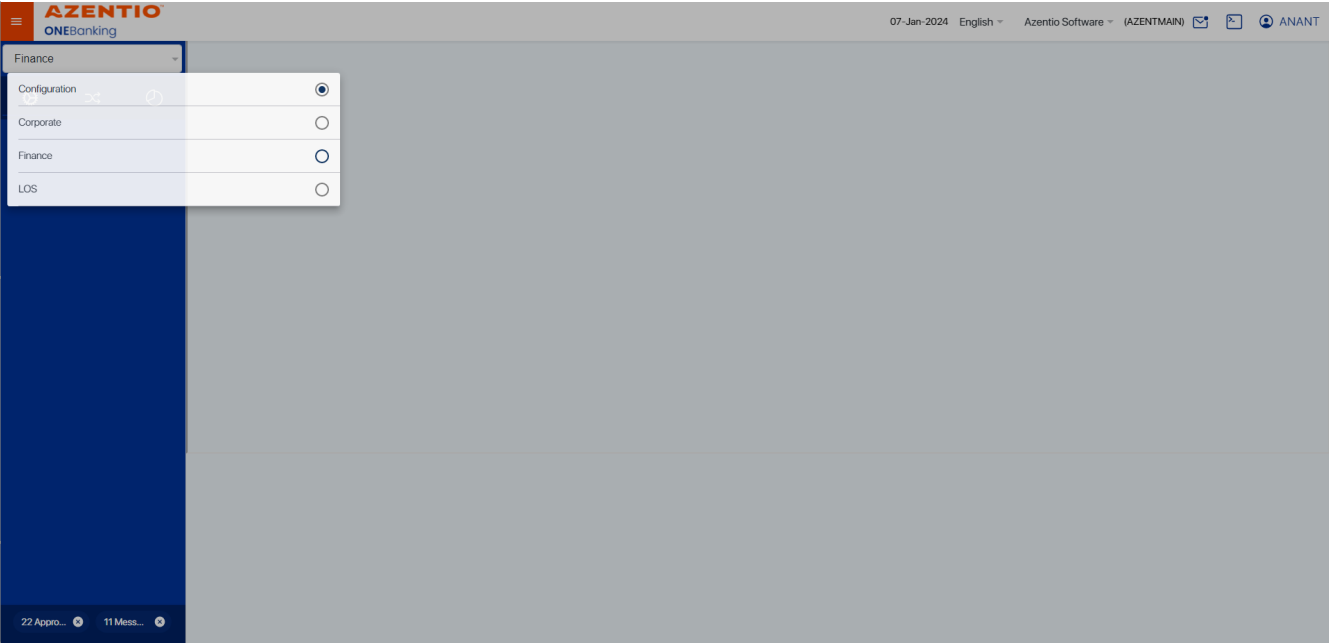 AZENTIO
ONEBanking
07-Jan-2024 English Azentio Software (AZENTMAIN) ANANT
Finance
Configuration
Corporate
Finance
LOS
22 Appro... 11 Mess...